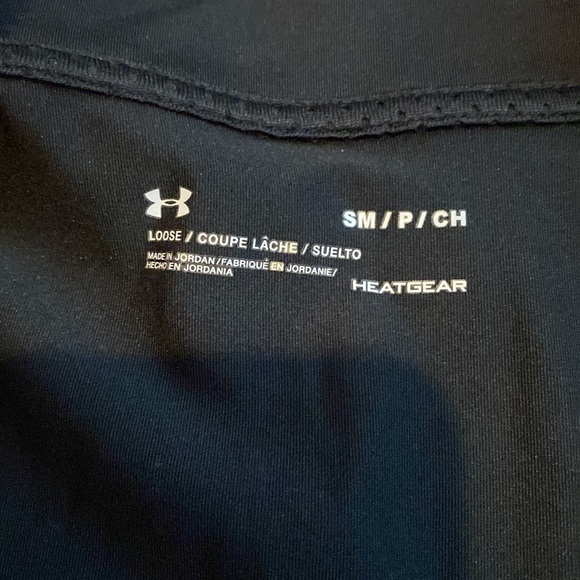 SM / P / CH
LOOSE / COUPE LÂCHE / SUELTO
MADE IN JORDAN / FABRIQUÉ EN JORDANIE /
HECHO EN JORDANIA
HEATGEAR